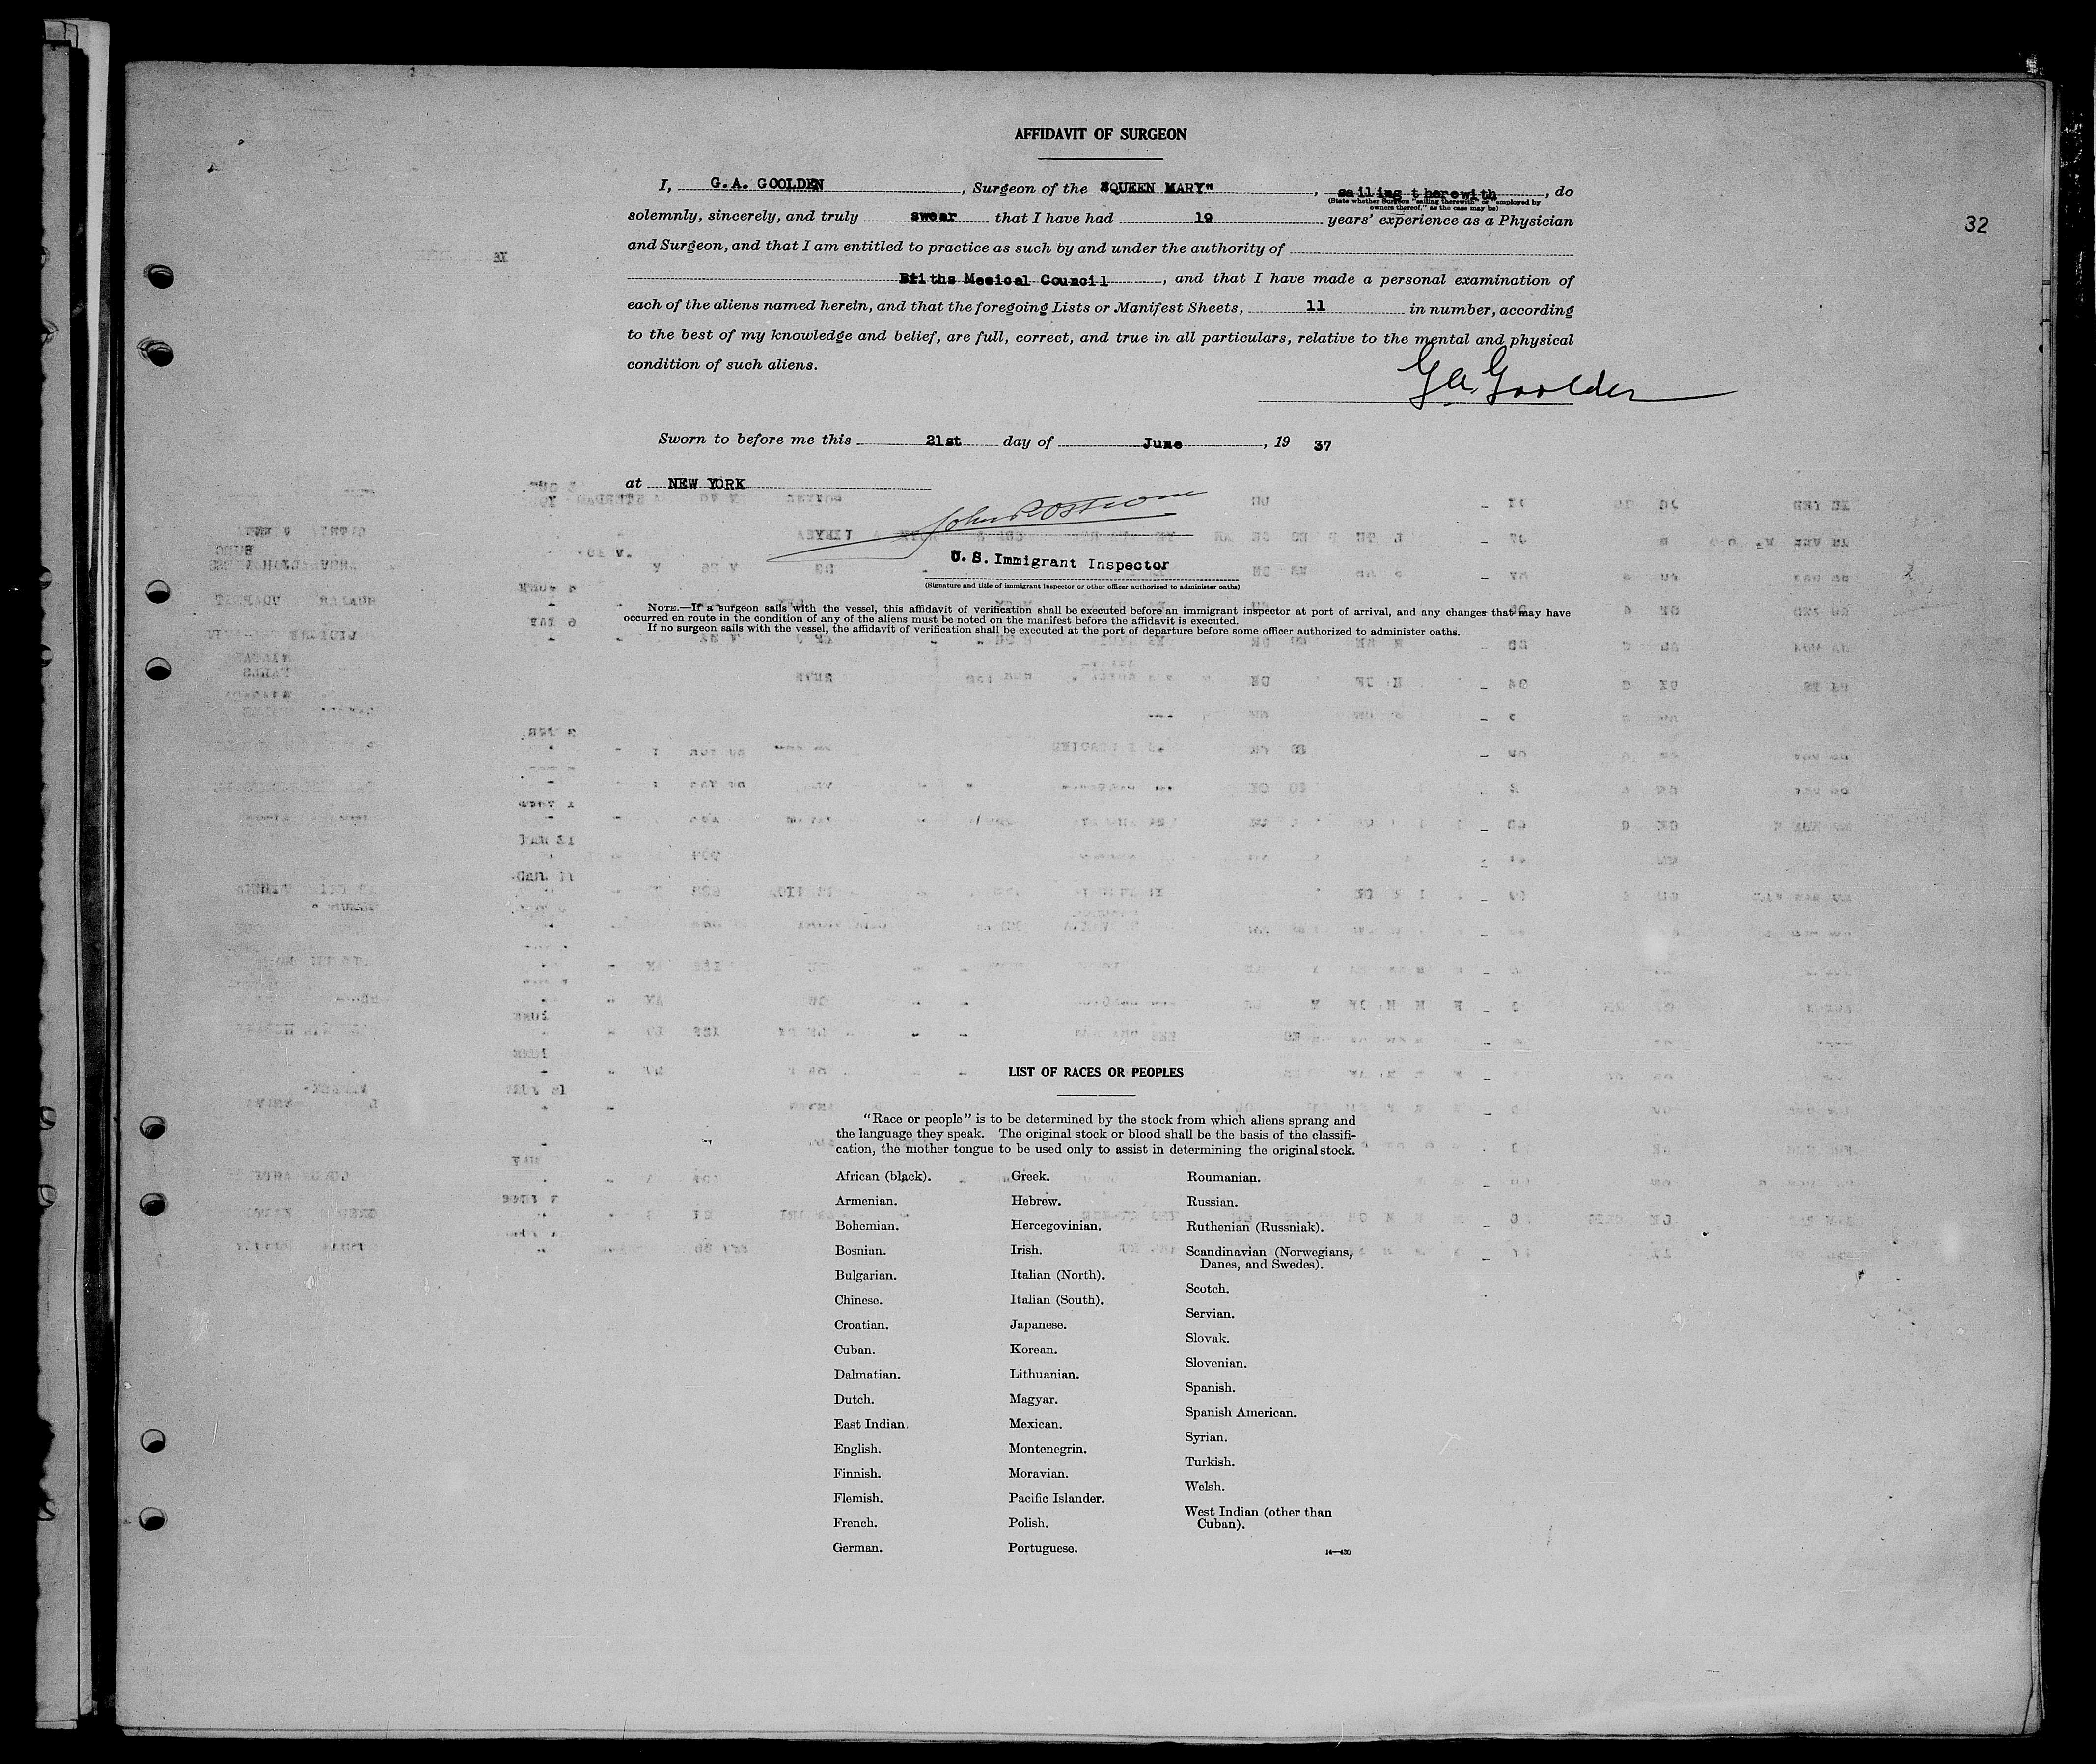 AFFIDAVIT OF SURGEON
32
I, G.A. GOOLDEN, Surgeon of the "QUEEN MARY", sailing therewith, do
(State whether Surgeon "sailing therewith" or "employed by
owners thereof," as the case may be)
solemnly, sincerely, and truly swear that I have had 19 years' experience as a Physician
and Surgeon, and that I am entitled to practice as such by and under the authority of
Btiths Meeical Council, and that I have made a personal examination of
each of the aliens named herein, and that the foregoing Lists or Manifest Sheets, 11 in number, according
to the best of my knowledge and belief, are full, correct, and true in all particulars, relative to the mental and physical
condition of such aliens.
G A Goolden
Sworn to before me this 21st day of June, 19 37
at NEW YORK
U. S. Immigrant Inspector
(Signature and title of immigrant inspector or other officer authorized to administer oaths)
NOTE.—If a surgeon sails with the vessel, this affidavit of verification shall be executed before an immigrant inspector at port of arrival, and any changes that may have
occurred en route in the condition of any of the aliens must be noted on the manifest before the affidavit is executed.
If no surgeon sails with the vessel, the affidavit of verification shall be executed at the port of departure before some officer authorized to administer oaths.
LIST OF RACES OR PEOPLES
"Race or people" is to be determined by the stock from which aliens sprang and
the language they speak. The original stock or blood shall be the basis of the classifi-
cation, the mother tongue to be used only to assist in determining the original stock.
African (black).
Armenian.
Bohemian.
Bosnian.
Bulgarian.
Chinese.
Croatian.
Cuban.
Dalmatian.
Dutch.
East Indian.
English.
Finnish.
Flemish.
French.
German.
Greek.
Hebrew.
Hercegovinian.
Irish.
Italian (North).
Italian (South).
Japanese.
Korean.
Lithuanian.
Magyar.
Mexican.
Montenegrin.
Moravian.
Pacific Islander.
Polish.
Portuguese.
Roumanian.
Russian.
Ruthenian (Russniak).
Scandinavian (Norwegians,
Danes, and Swedes).
Scotch.
Servian.
Slovak.
Slovenian.
Spanish.
Spanish American.
Syrian.
Turkish.
Welsh.
West Indian (other than
Cuban).
14—430